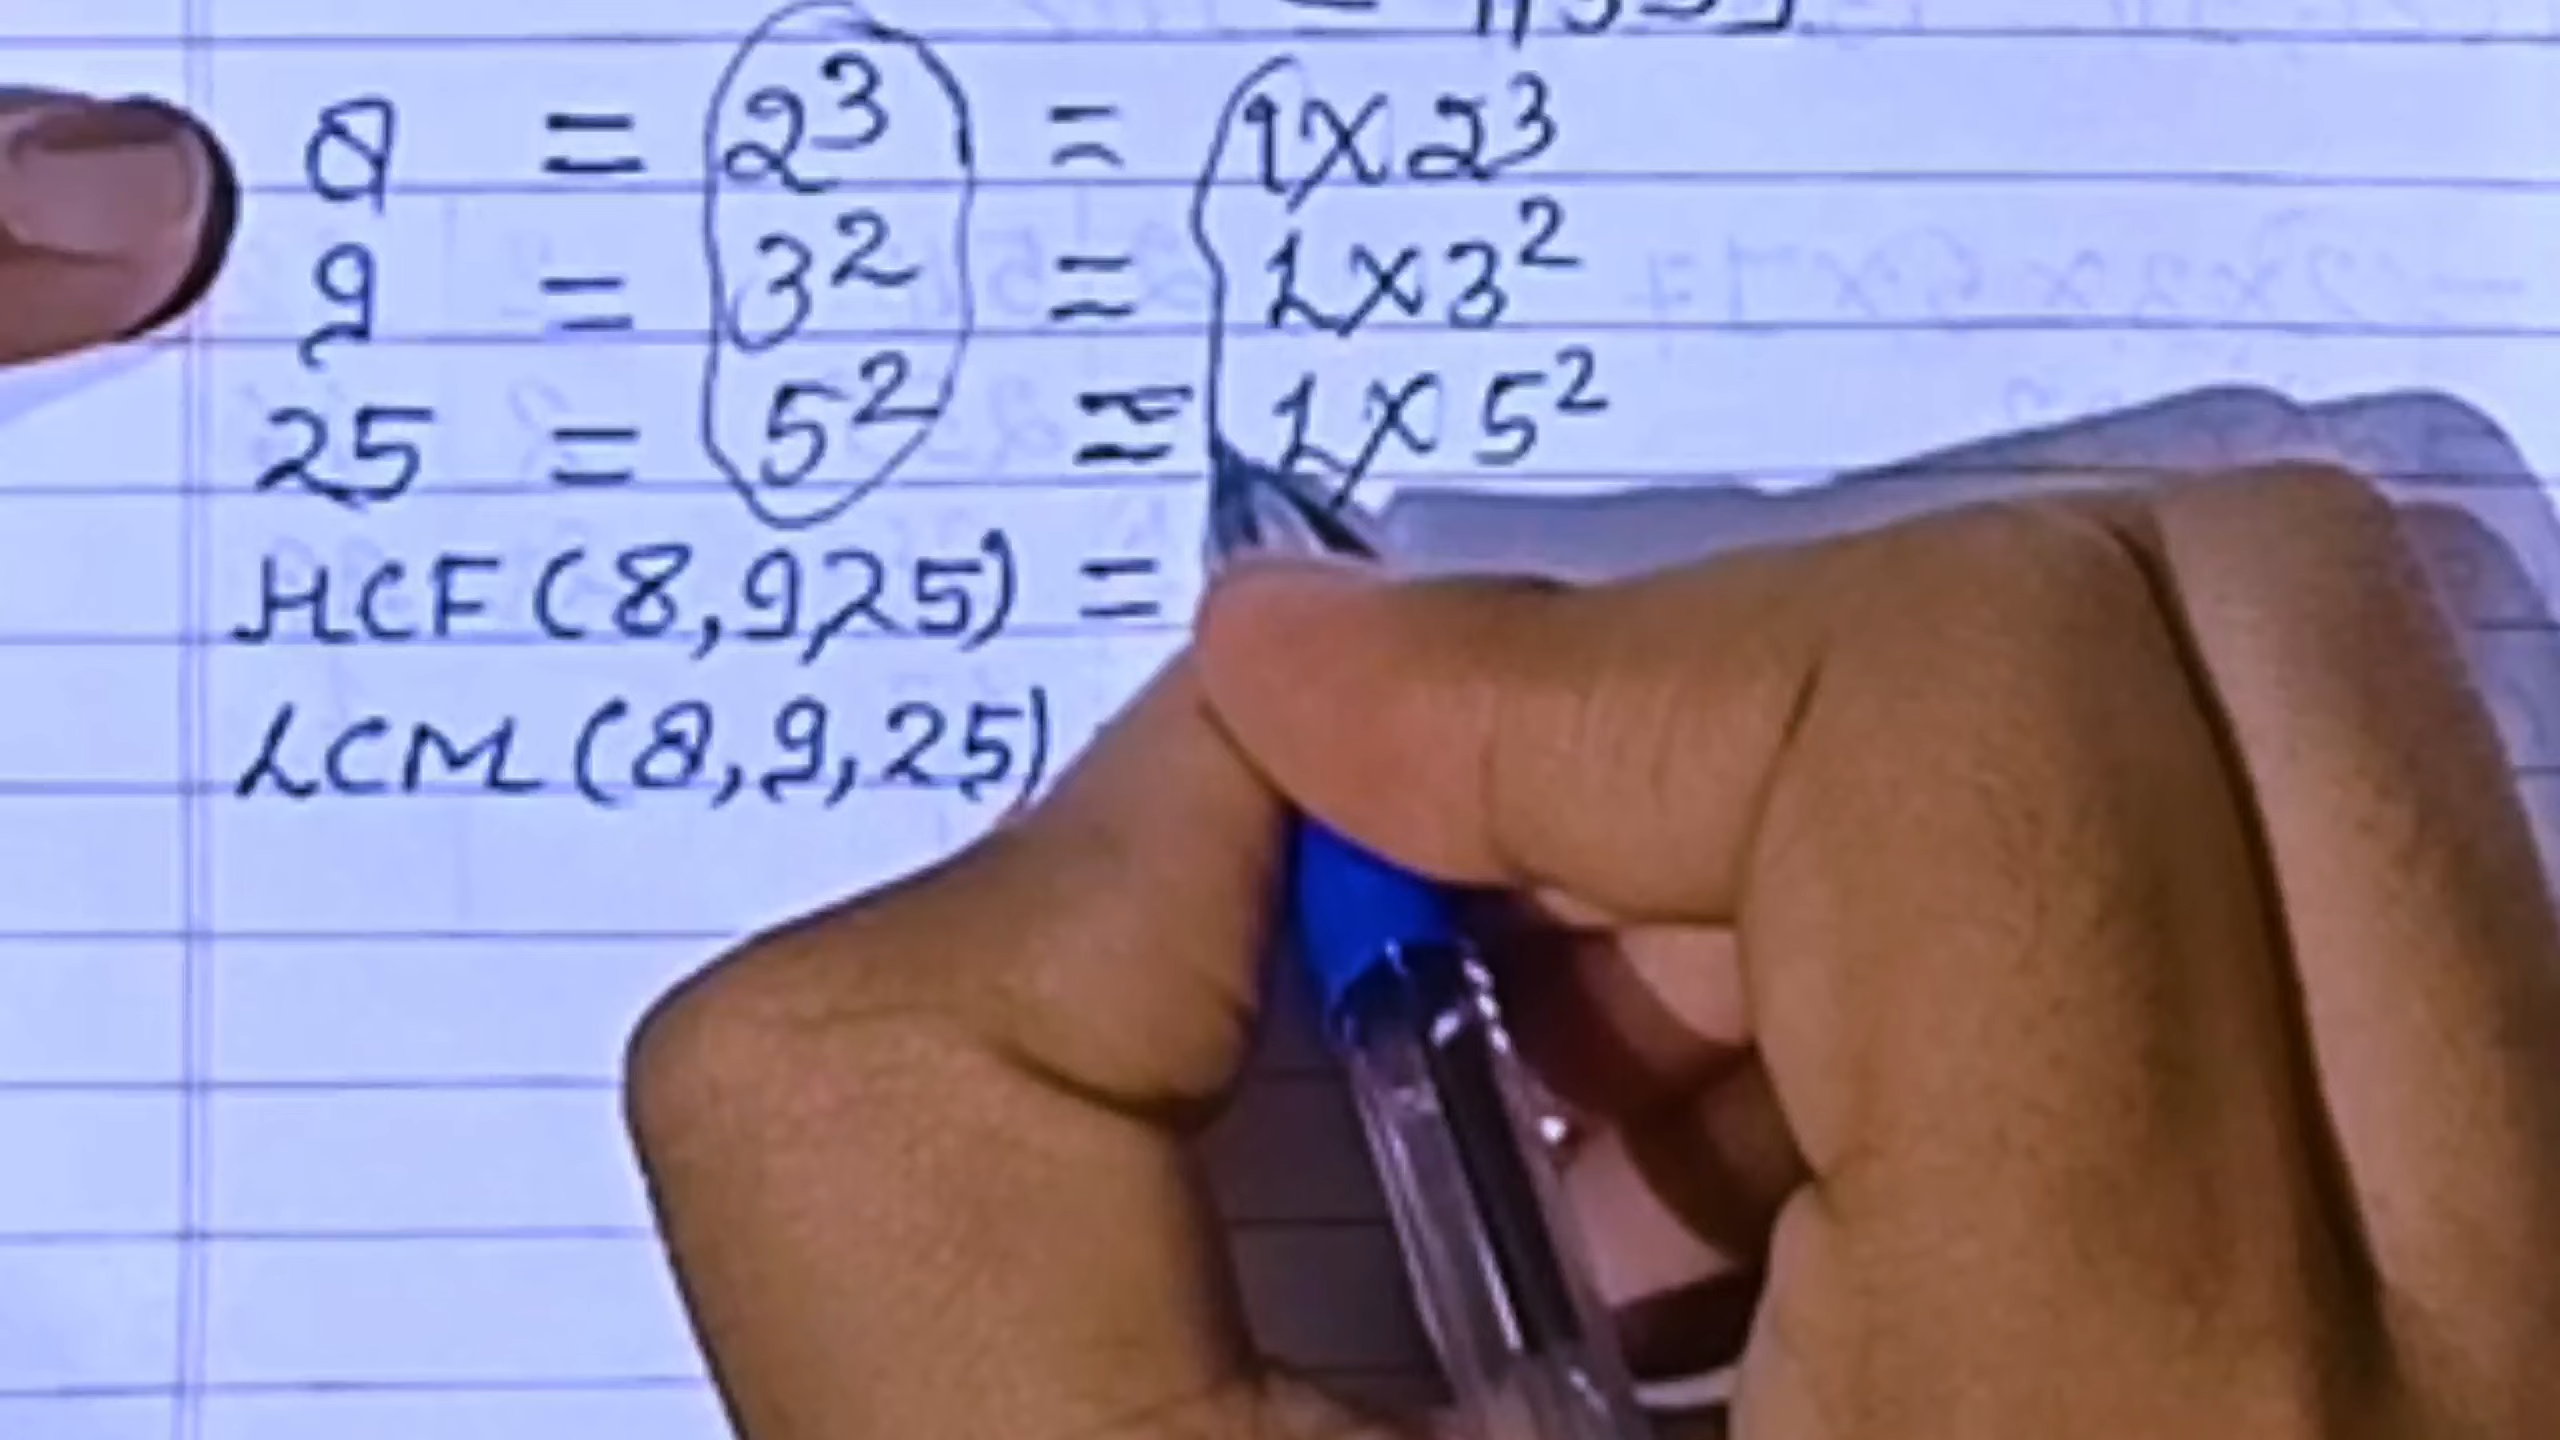 8 = 2³ = 1×2³
9 = 3² = 1×3²
25 = 5² = 1×5²
HCF (8,9,25) =
LCM (8,9,25)